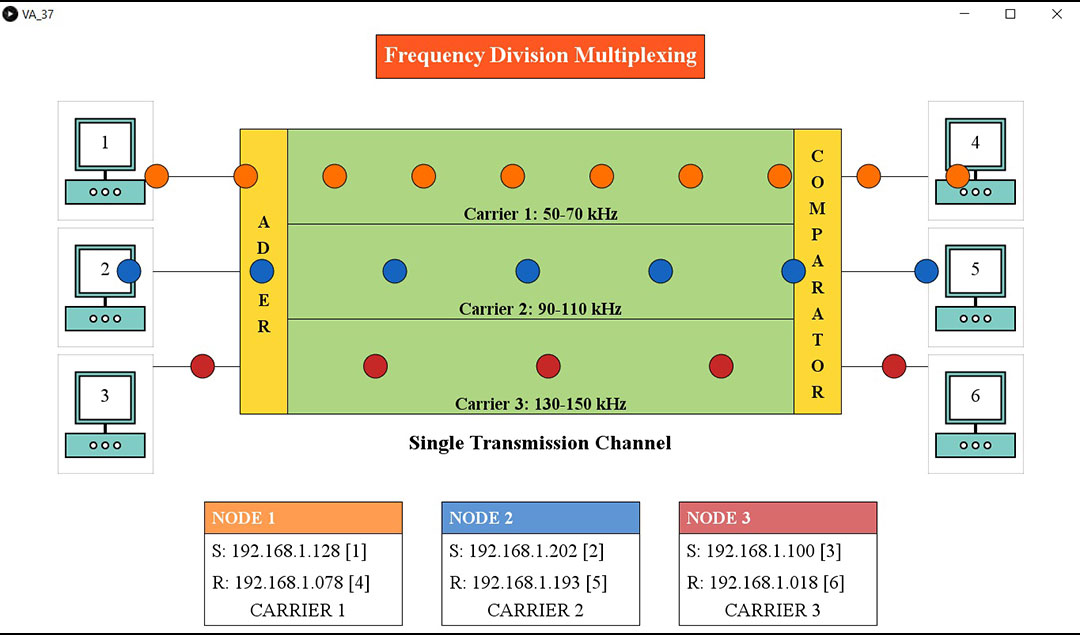 VA_37
Frequency Division Multiplexing
1
2
3
ADER
Carrier 1: 50-70 kHz
Carrier 2: 90-110 kHz
Carrier 3: 130-150 kHz
COMPARATOR
4
5
6
Single Transmission Channel
NODE 1
S: 192.168.1.128 [1]
R: 192.168.1.078 [4]
CARRIER 1
NODE 2
S: 192.168.1.202 [2]
R: 192.168.1.193 [5]
CARRIER 2
NODE 3
S: 192.168.1.100 [3]
R: 192.168.1.018 [6]
CARRIER 3